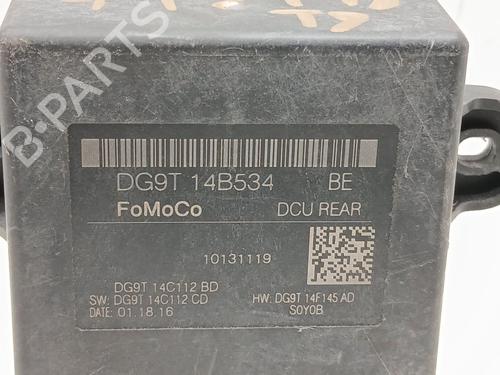 B-PARTS
DG9T 14B534 BE
FoMoCo DCU REAR
10131119
DG9T 14C112 BD
SW: DG9T 14C112 CD HW: DG9T 14F145 AD
DATE: 01.18.16 S0Y0B